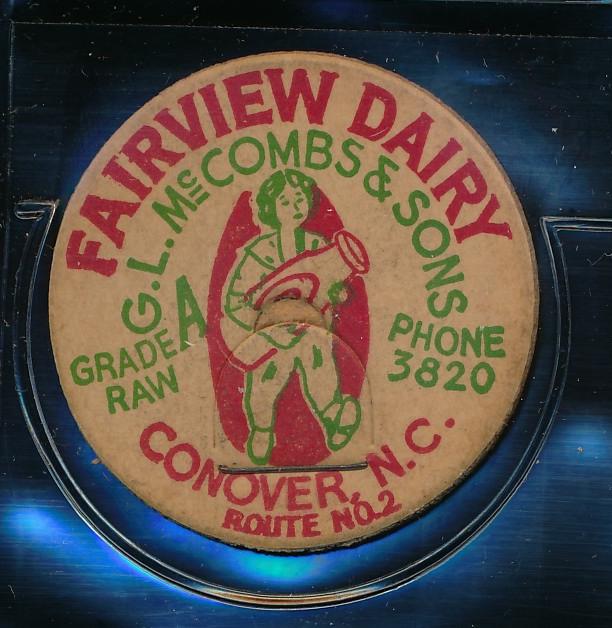 FAIRVIEW DAIRY
G.L. McCOMBS & SONS
GRADE A
RAW
PHONE
3820
CONOVER, N.C.
ROUTE NO.2